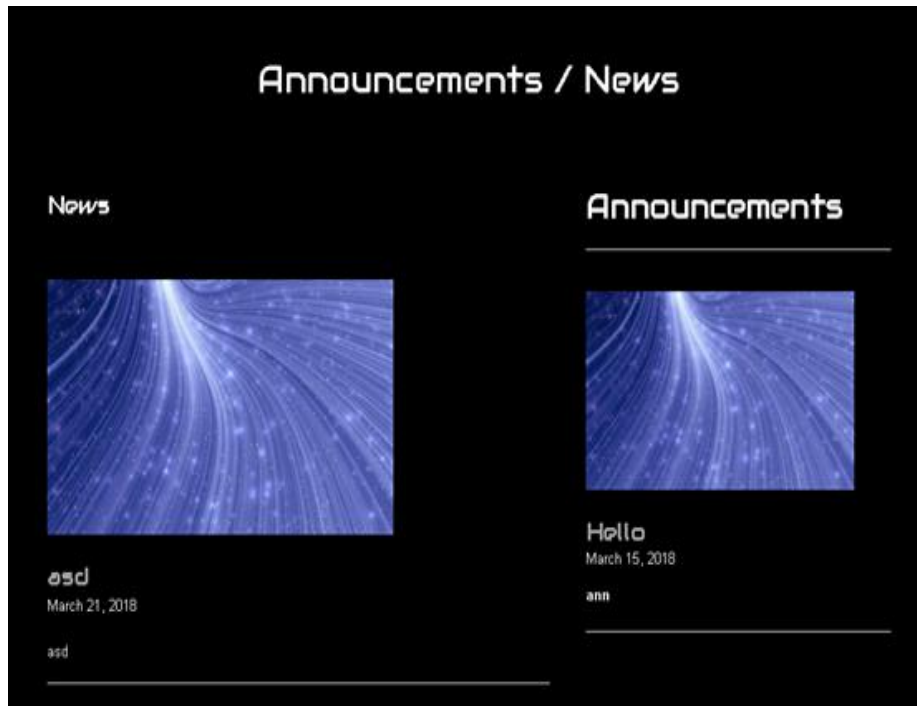 Announcements / News
News
asd
March 21, 2018
asd
Announcements
Hello
March 15, 2018
ann